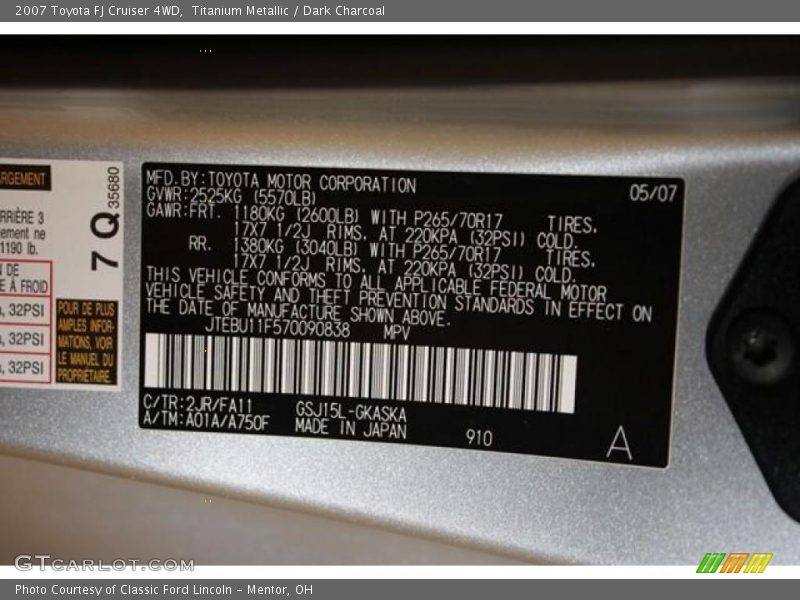 2007 Toyota FJ Cruiser 4WD, Titanium Metallic / Dark Charcoal
ARGEMENT
RRIÈRE 3
ement ne
1190 lb.
N DE
E À FROID
, 32PSI
, 32PSI
, 32PSI
7 Q 35680
POUR DE PLUS
AMPLES INFOR-
MATIONS, VOIR
LE MANUEL DU
PROPRIÉTAIRE.
MFD. BY: TOYOTA MOTOR CORPORATION 05/07
GVWR: 2525KG (5570LB)
GAWR: FRT. 1180KG (2600LB) WITH P265/70R17 TIRES.
17X7 1/2J RIMS. AT 220KPA (32PSI) COLD.
RR. 1380KG (3040LB) WITH P265/70R17 TIRES.
17X7 1/2J RIMS. AT 220KPA (32PSI) COLD.
THIS VEHICLE CONFORMS TO ALL APPLICABLE FEDERAL MOTOR
VEHICLE SAFETY AND THEFT PREVENTION STANDARDS IN EFFECT ON
THE DATE OF MANUFACTURE SHOWN ABOVE.
JTEBU11F570090838 MPV
C/TR: 2JR/FA11 GSJ15L-GKASKA
A/TM: A01A/A750F MADE IN JAPAN 910 A
GTCARLOT.COM
Photo Courtesy of Classic Ford Lincoln - Mentor, OH